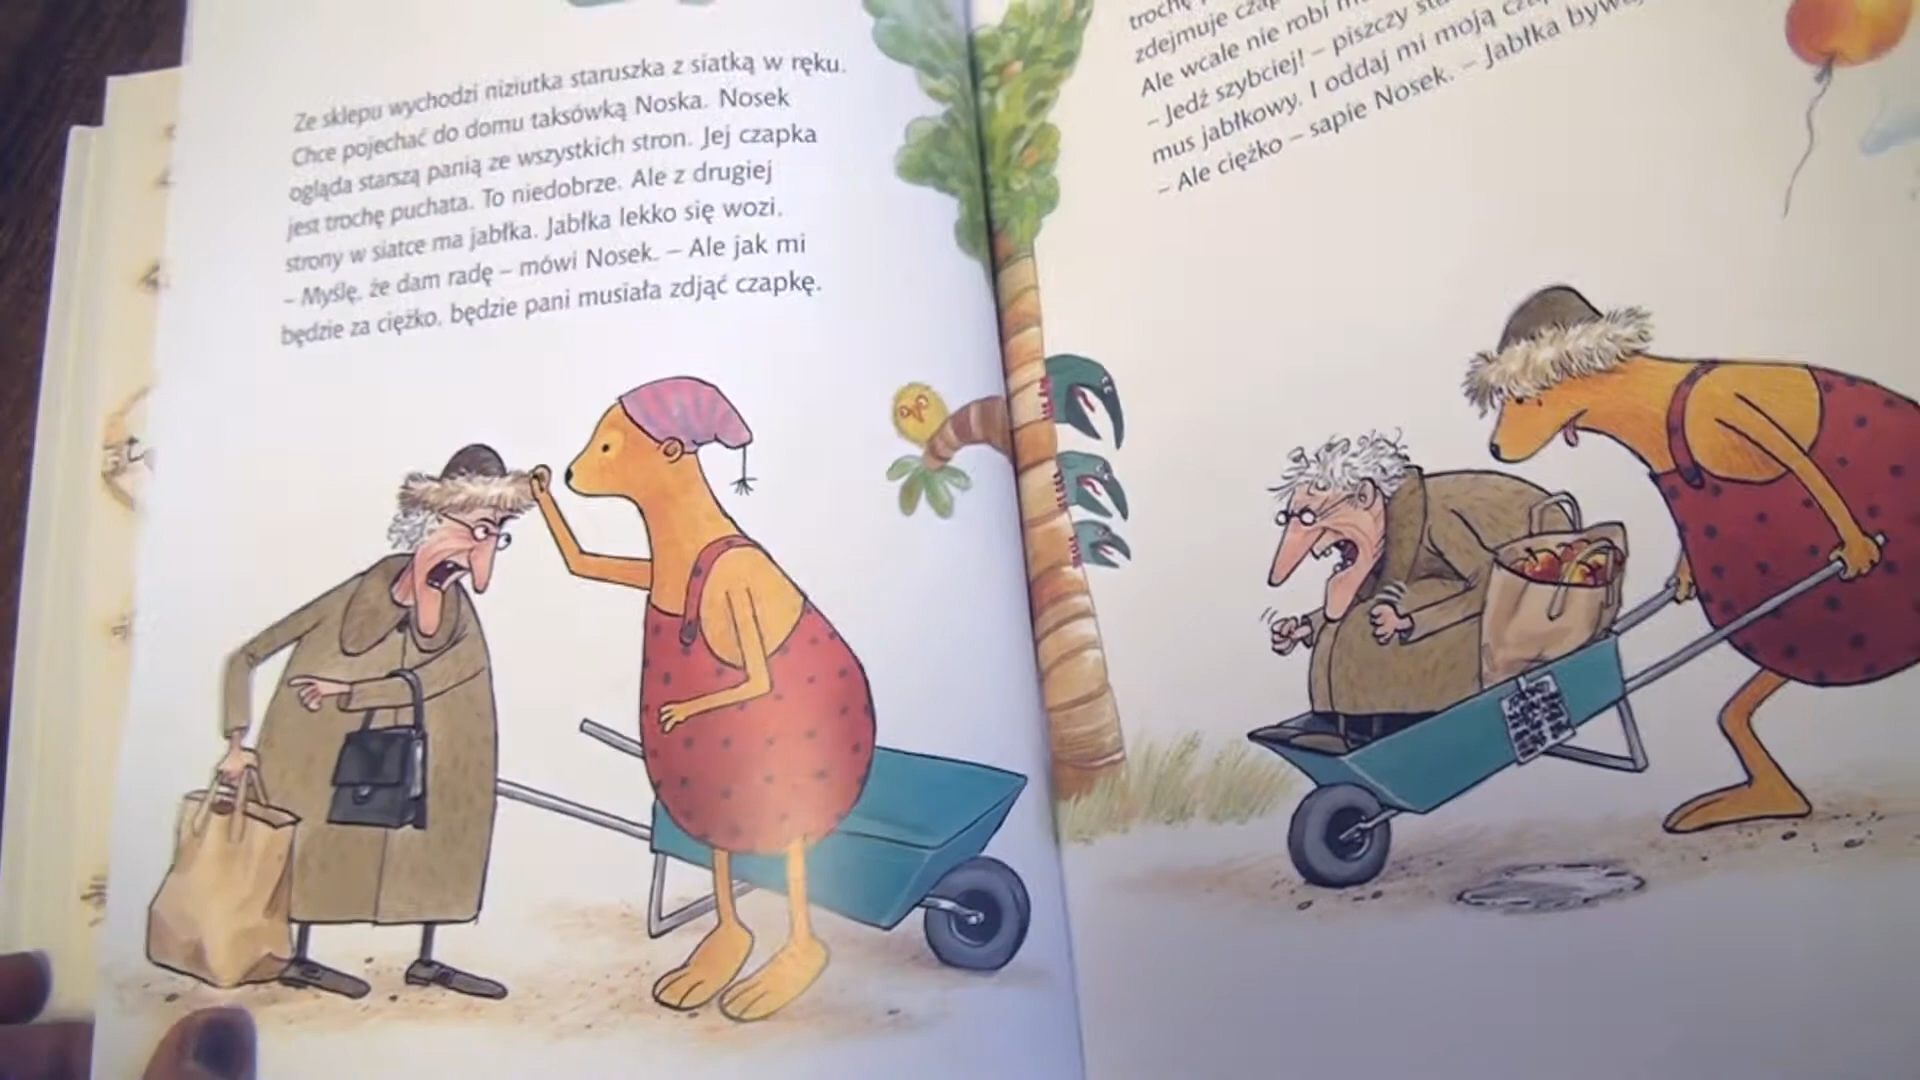 Ze sklepu wychodzi niziutka staruszka z siatką w ręku.
Chce pojechać do domu taksówką Noska. Nosek
ogląda starszą panią ze wszystkich stron. Jej czapka
jest trochę puchata. To niedobrze. Ale z drugiej
strony w siatce ma jabłka. Jabłka lekko się wozi.
– Myślę, że dam radę – mówi Nosek. – Ale jak mi
będzie za ciężko, będzie pani musiała zdjąć czapkę.
trochę
zdejmuje
Ale wcale nie robi
– Jedź szybciej! – piszczy
mus jabłkowy. I oddaj mi moją
– Ale ciężko – sapie Nosek. – Jabłka